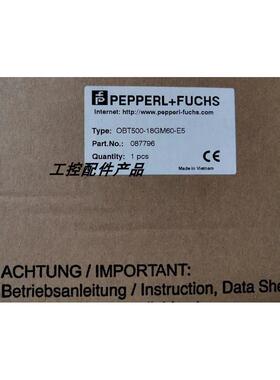 PEPPERL+FUCHS
Internet: http://www.pepperl-fuchs.com
Type: OBT500-18GM60-E5
Part.No.: 087796
Quantity: 1 pcs
CE
Made in Vietnam
工控配件产品
ACHTUNG / IMPORTANT:
Betriebsanleitung / Instruction, Data She